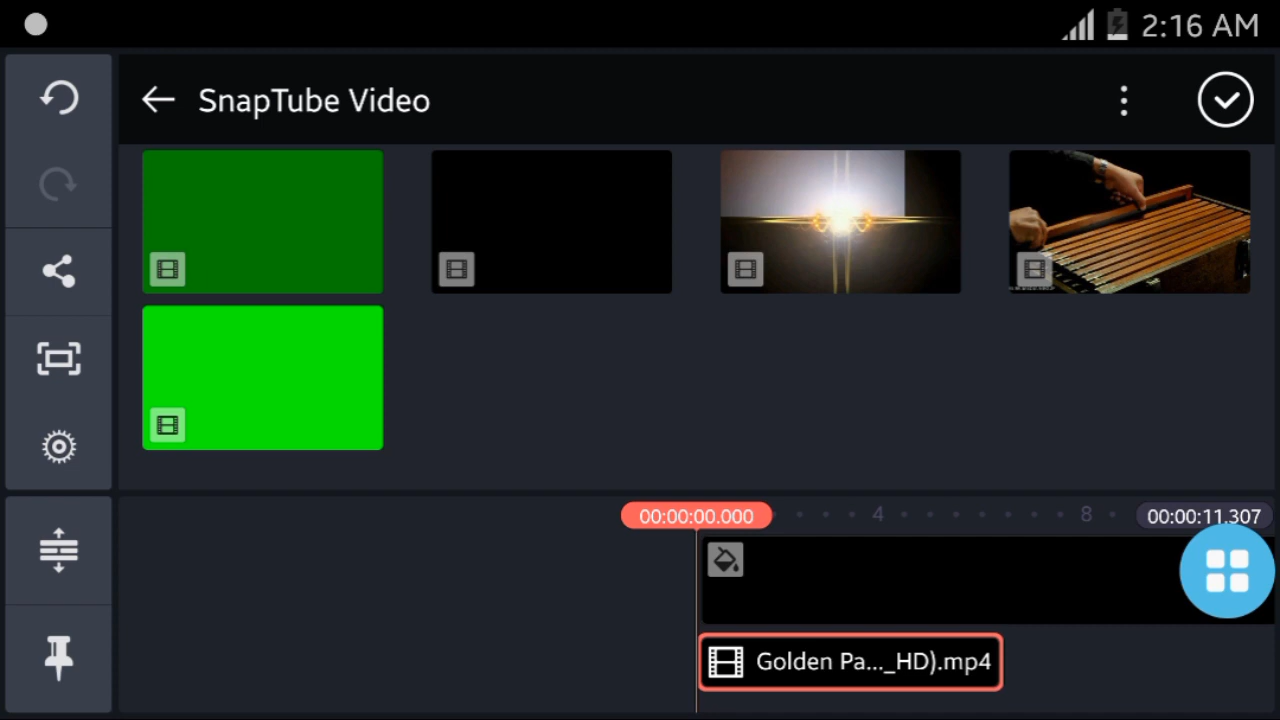 2:16 AM
SnapTube Video
00:00:00.000
4
8
00:00:11.307
Golden Pa..._HD).mp4